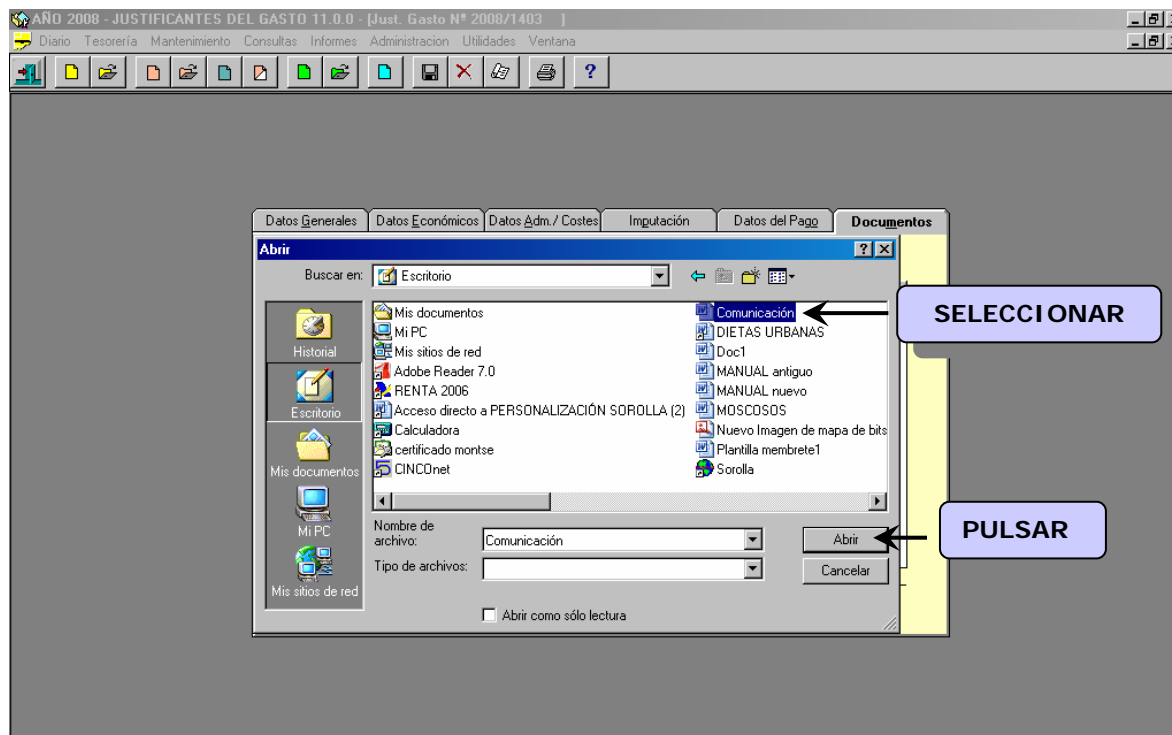 AÑO 2008 - JUSTIFICANTES DEL GASTO 11.0.0 - [Just. Gasto Nº 2008/1403 ]
Diario Tesorería Mantenimiento Consultas Informes Administracion Utilidades Ventana
Datos Generales Datos Económicos Datos Adm./ Costes Imputación Datos del Pago Documentos
Abrir
Buscar en: Escritorio
Historial
Escritorio
Mis documentos
Mi PC
Mis sitios de red
Mis documentos
Mi PC
Mis sitios de red
Adobe Reader 7.0
RENTA 2006
Acceso directo a PERSONALIZACIÓN SOROLLA (2)
Calculadora
certificado montse
CINCOnet
Comunicación
DIETAS URBANAS
Doc1
MANUAL antiguo
MANUAL nuevo
MOSCOSOS
Nuevo Imagen de mapa de bits
Plantilla membrete1
Sorolla
SELECCIONAR
Nombre de
archivo: Comunicación Abrir
PULSAR
Tipo de archivos: Cancelar
Abrir como sólo lectura